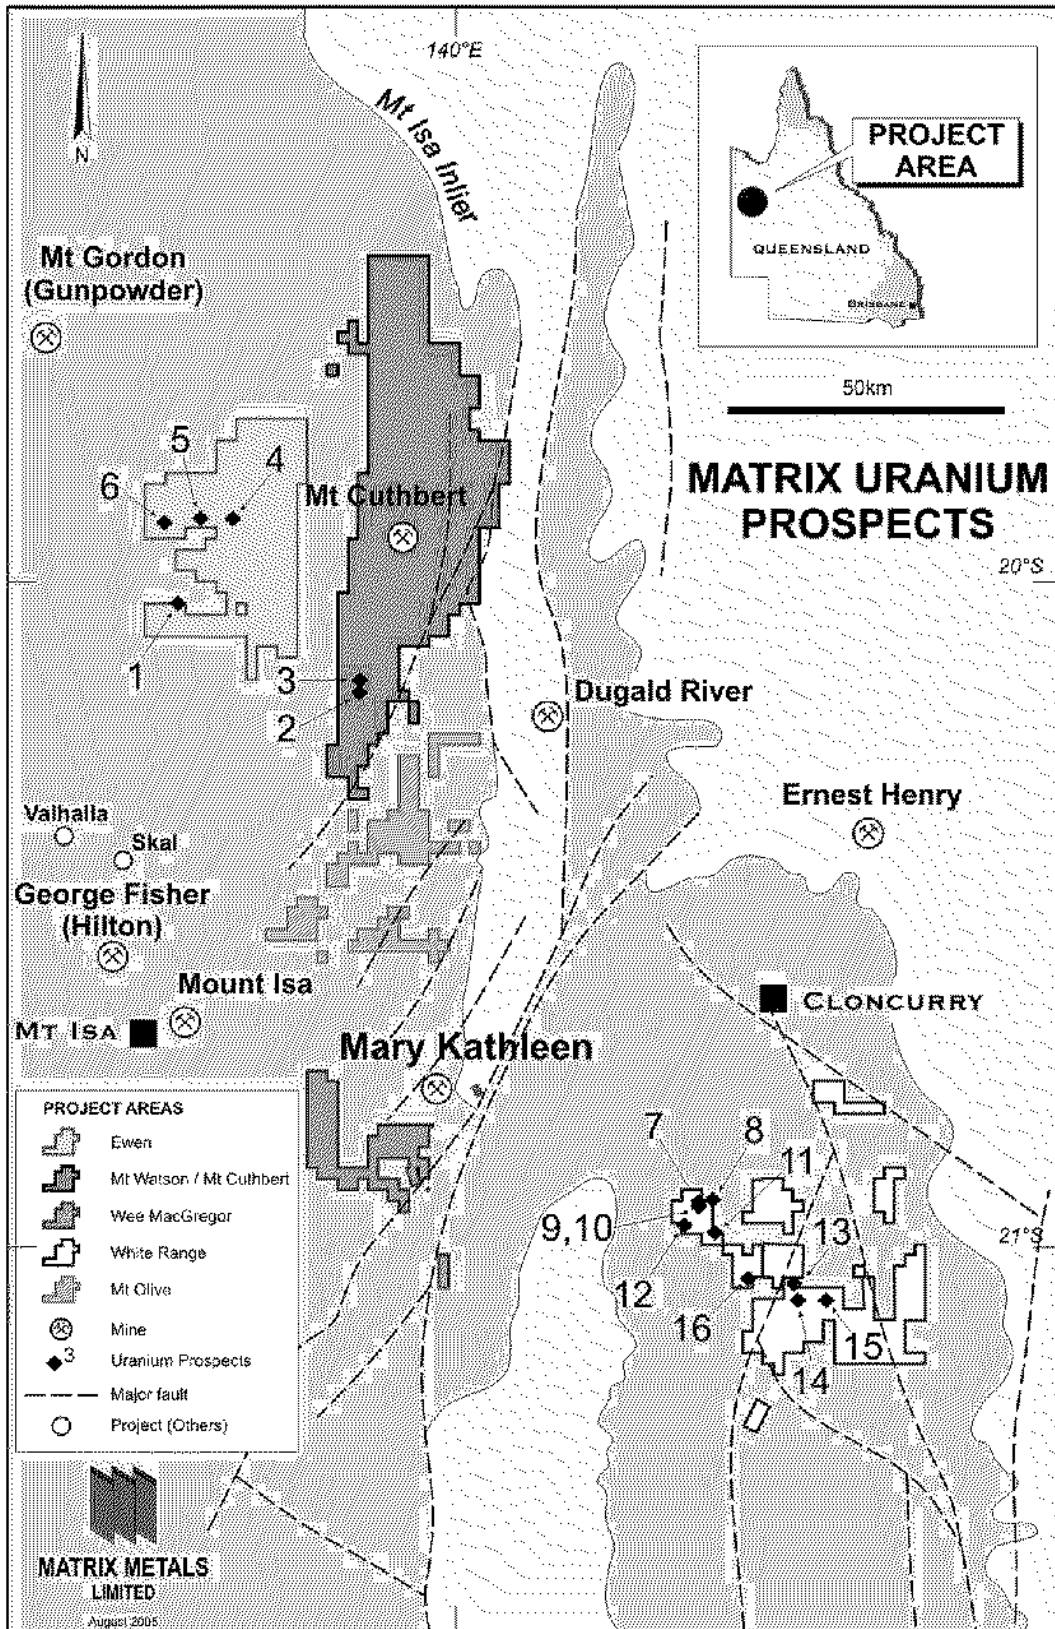 140°E
Mt Isa Inlier
N
PROJECT
AREA
QUEENSLAND
BRISBANE
Mt Gordon
(Gunpowder)
50km
MATRIX URANIUM
PROSPECTS
5
4
6
Mt Cuthbert
20°S
1
3
2
Dugald River
Ernest Henry
Valhalla
Skal
George Fisher
(Hilton)
Mount Isa
MT ISA
CLONCURRY
Mary Kathleen
7
8
11
9,10
13
21°S
12
16
15
14
PROJECT AREAS
Ewen
Mt Watson / Mt Cuthbert
Wee MacGregor
White Range
Mt Olive
Mine
3
Uranium Prospects
Major fault
Project (Others)
MATRIX METALS
LIMITED
August 2005